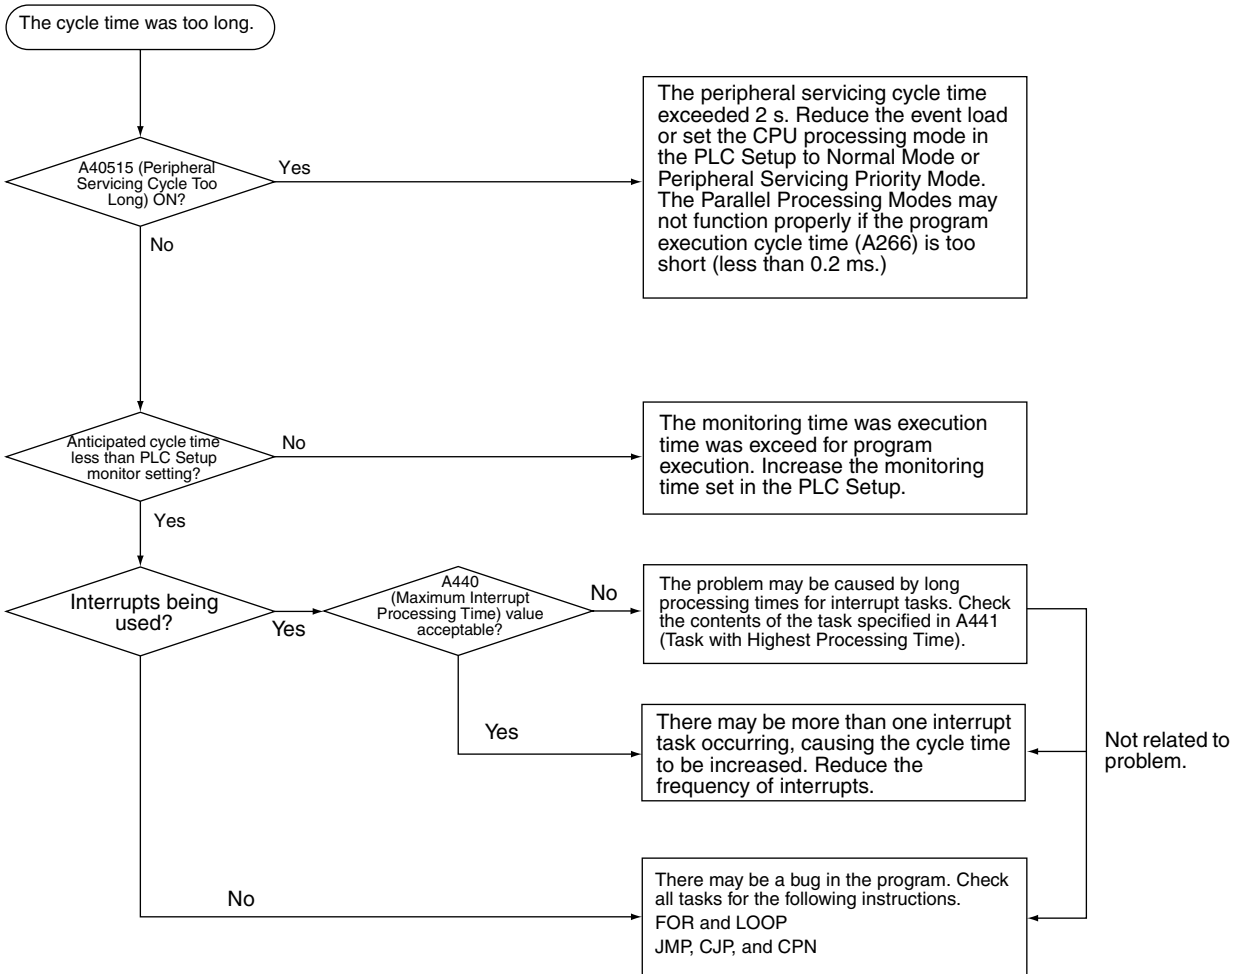 The cycle time was too long.
A40515 (Peripheral
Servicing Cycle Too
Long) ON?
Yes
The peripheral servicing cycle time
exceeded 2 s. Reduce the event load
or set the CPU processing mode in
the PLC Setup to Normal Mode or
Peripheral Servicing Priority Mode.
The Parallel Processing Modes may
not function properly if the program
execution cycle time (A266) is too
short (less than 0.2 ms.)
No
Anticipated cycle time
less than PLC Setup
monitor setting?
No
The monitoring time was execution
time was exceed for program
execution. Increase the monitoring
time set in the PLC Setup.
Yes
Interrupts being
used?
Yes
A440
(Maximum Interrupt
Processing Time) value
acceptable?
No
The problem may be caused by long
processing times for interrupt tasks. Check
the contents of the task specified in A441
(Task with Highest Processing Time).
Yes
There may be more than one interrupt
task occurring, causing the cycle time
to be increased. Reduce the
frequency of interrupts.
Not related to
problem.
No
There may be a bug in the program. Check
all tasks for the following instructions.
FOR and LOOP
JMP, CJP, and CPN